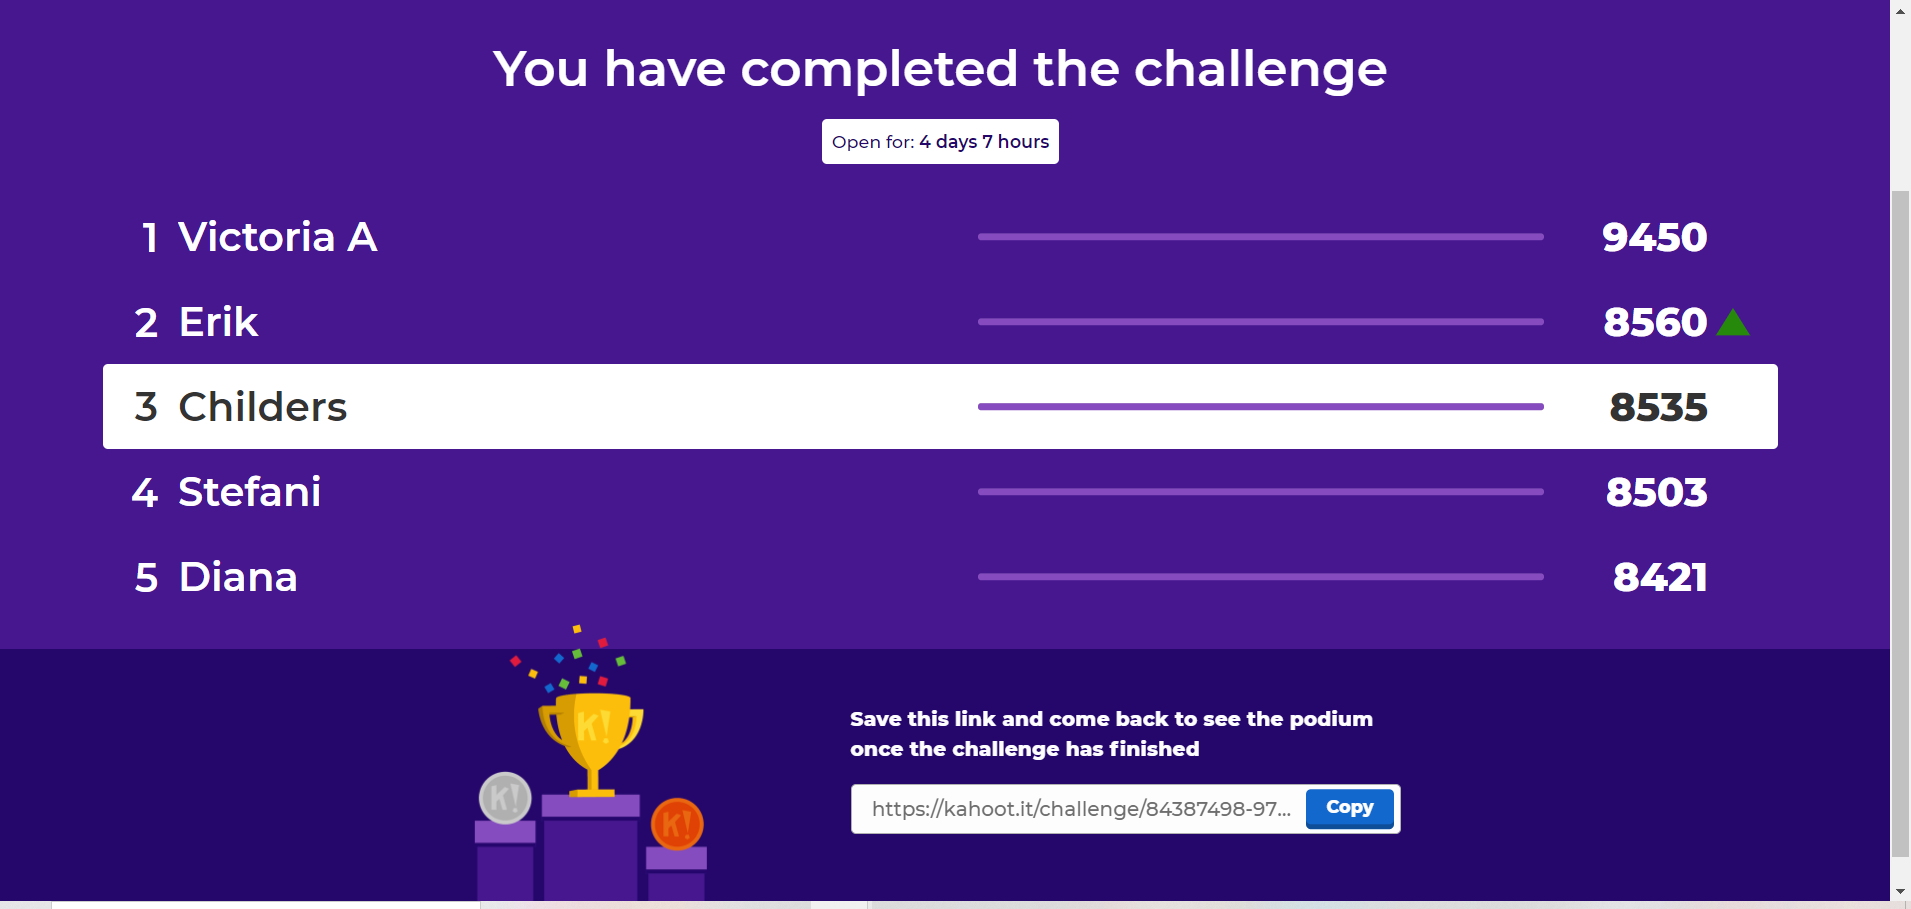 You have completed the challenge
Open for: 4 days 7 hours
1 Victoria A 9450
2 Erik 8560
3 Childers 8535
4 Stefani 8503
5 Diana 8421
K!
K!
K!
Save this link and come back to see the podium
once the challenge has finished
https://kahoot.it/challenge/84387498-97... Copy